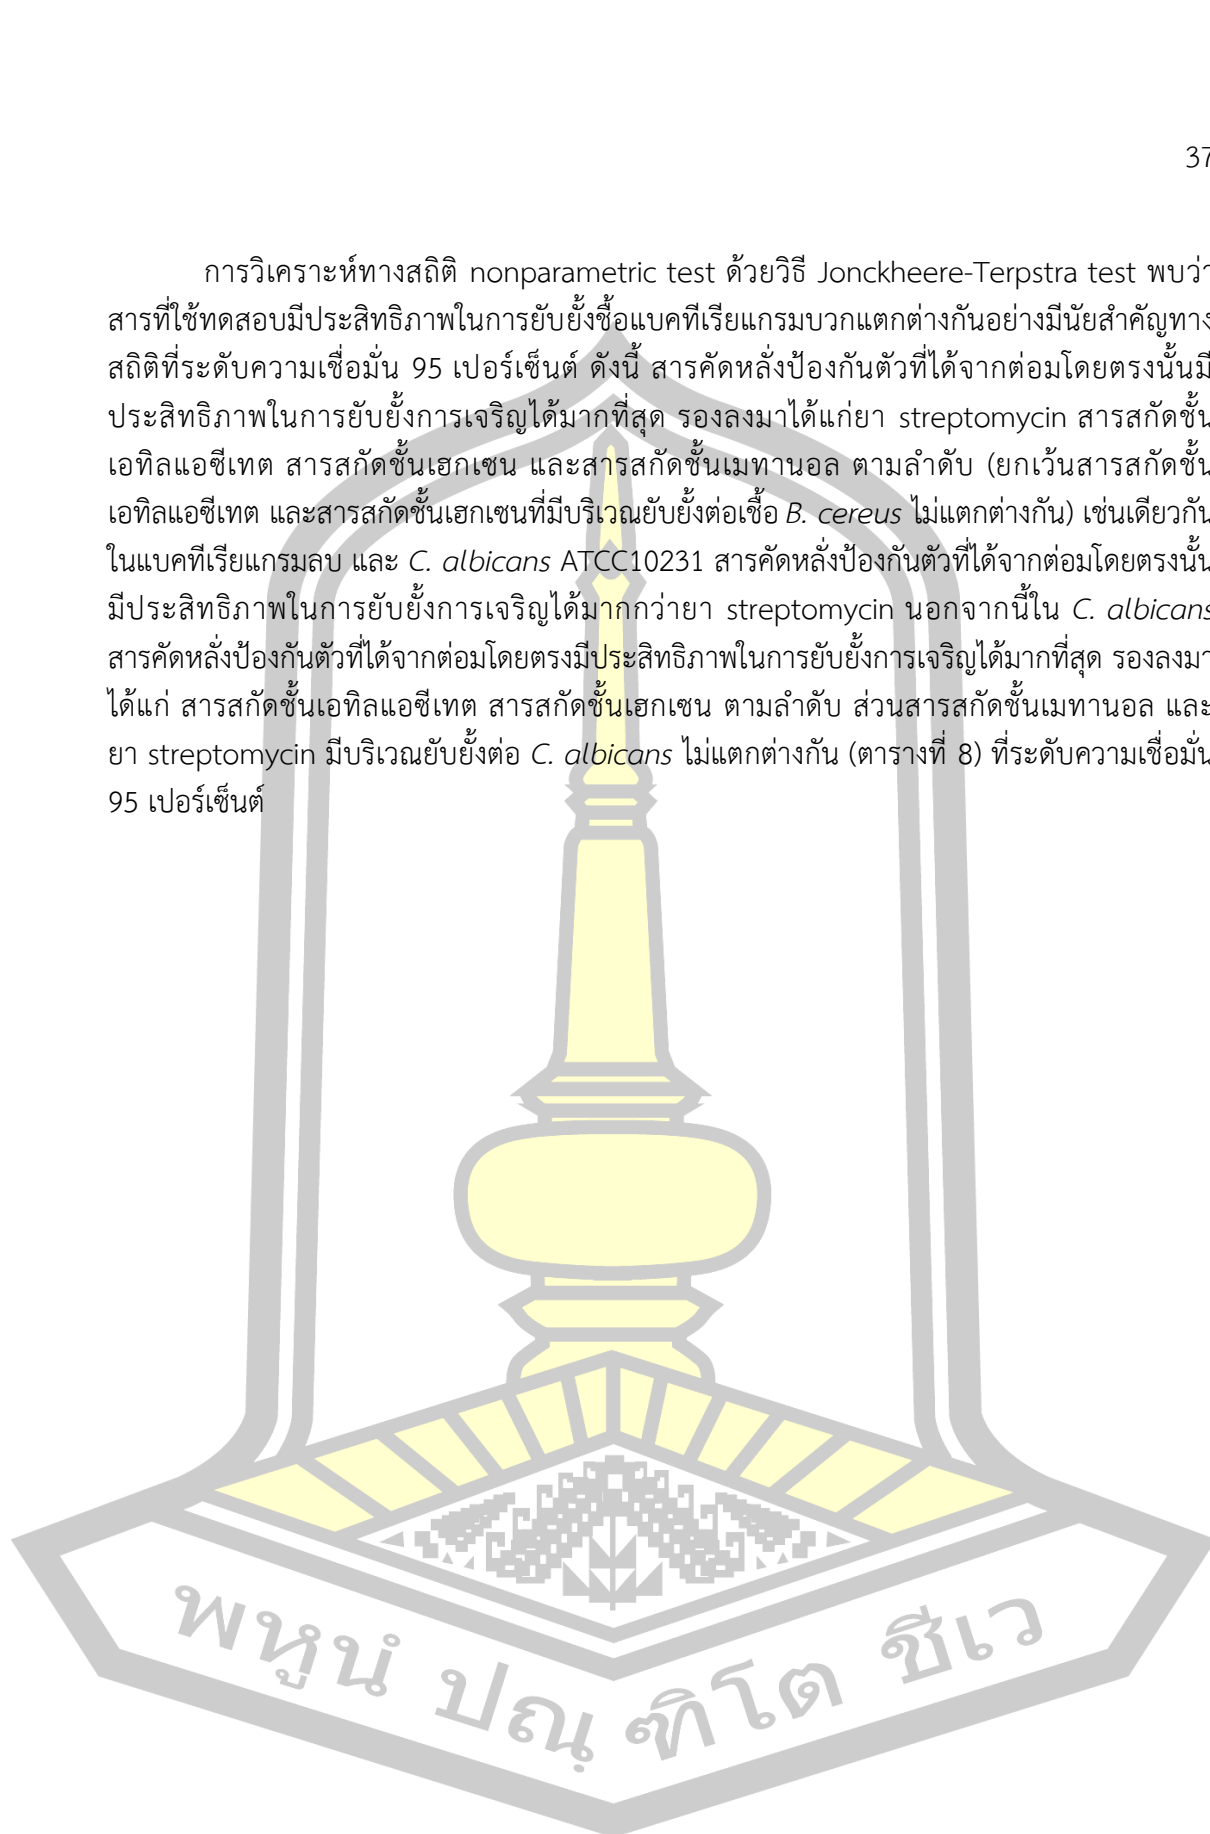 37
การวิเคราะห์ทางสถิติ nonparametric test ด้วยวิธี Jonckheere-Terpstra test พบว่า
สารที่ใช้ทดสอบมีประสิทธิภาพในการยับยั้งชื้อแบคทีเรียแกรมบวกแตกต่างกันอย่างมีนัยสำคัญทาง
สถิติที่ระดับความเชื่อมั่น 95 เปอร์เซ็นต์ ดังนี้ สารคัดหลั่งป้องกันตัวที่ได้จากต่อมโดยตรงนั้นมี
ประสิทธิภาพในการยับยั้งการเจริญได้มากที่สุด รองลงมาได้แก่ยา streptomycin สารสกัดชั้น
เอทิลแอซีเทต สารสกัดชั้นเฮกเซน และสารสกัดชั้นเมทานอล ตามลำดับ (ยกเว้นสารสกัดชั้น
เอทิลแอซีเทต และสารสกัดชั้นเฮกเซนที่มีบริเวณยับยั้งต่อเชื้อ B. cereus ไม่แตกต่างกัน) เช่นเดียวกัน
ในแบคทีเรียแกรมลบ และ C. albicans ATCC10231 สารคัดหลั่งป้องกันตัวที่ได้จากต่อมโดยตรงนั้น
มีประสิทธิภาพในการยับยั้งการเจริญได้มากกว่ายา streptomycin นอกจากนี้ใน C. albicans
สารคัดหลั่งป้องกันตัวที่ได้จากต่อมโดยตรงมีประสิทธิภาพในการยับยั้งการเจริญได้มากที่สุด รองลงมา
ได้แก่ สารสกัดชั้นเอทิลแอซีเทต สารสกัดชั้นเฮกเซน ตามลำดับ ส่วนสารสกัดชั้นเมทานอล และ
ยา streptomycin มีบริเวณยับยั้งต่อ C. albicans ไม่แตกต่างกัน (ตารางที่ 8) ที่ระดับความเชื่อมั่น
95 เปอร์เซ็นต์
พหูนํ ปณฺฑิโต ชีเว